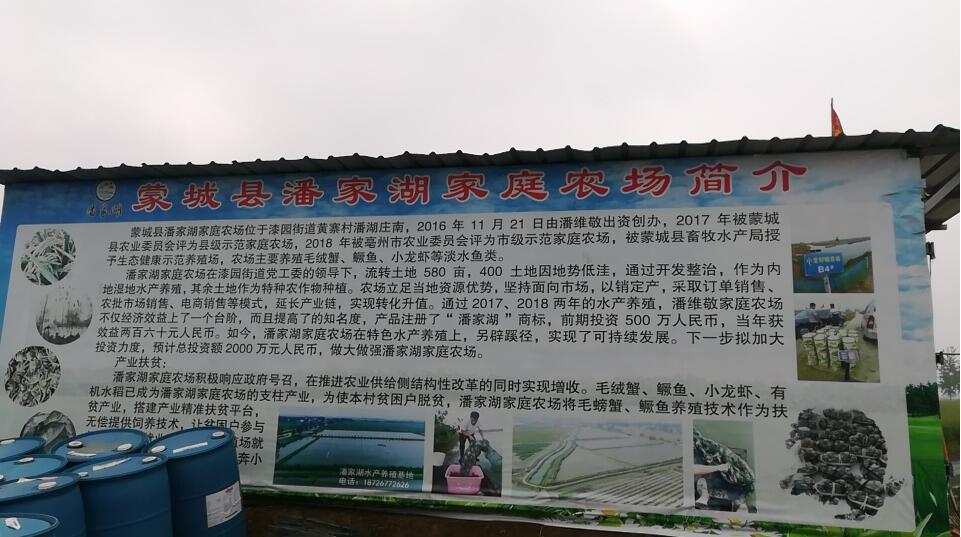 蒙城县潘家湖家庭农场简介
潘家湖
蒙城县潘家湖家庭农场位于漆园街道黄寨村潘湖庄南，2016 年 11 月 21 日由潘维敬出资创办，2017 年被蒙城
县农业委员会评为县级示范家庭农场，2018 年被亳州市农业委员会评为市级示范家庭农场，被蒙城县畜牧水产局授
予生态健康示范养殖场，农场主要养殖毛绒蟹、鳜鱼、小龙虾等淡水鱼类。
潘家湖家庭农场在漆园街道党工委的领导下，流转土地 580 亩，400 土地因地势低洼，通过开发整治，作为内
地湿地水产养殖，其余土地作为特种农作物种植。农场立足当地资源优势，坚持面向市场，以销定产，采取订单销售、
农批市场销售、电商销售等模式，延长产业链，实现转化升值。通过 2017、2018 两年的水产养殖，潘维敬家庭农场
不仅经济效益上了一个台阶，而且提高了的知名度，产品注册了“潘家湖”商标，前期投资 500 万人民币，当年获
效益两百六十元人民币。如今，潘家湖家庭农场在特色水产养殖上，另辟蹊径，实现了可持续发展。下一步拟加大
投资力度，预计总投资额 2000 万元人民币，做大做强潘家湖家庭农场。
产业扶贫：
潘家湖家庭农场积极响应政府号召，在推进农业供给侧结构性改革的同时实现增收。毛绒蟹、鳜鱼、小龙虾、有
机水稻已成为潘家湖家庭农场的支柱产业，为使本村贫困户脱贫，潘家湖家庭农场将毛螃蟹、鳜鱼养殖技术作为扶
贫产业，搭建产业精准扶贫平台，
无偿提供饲养技术，让贫困户参与
场就
奔小
B4#
潘家湖水产养殖基地
电话：18726772626